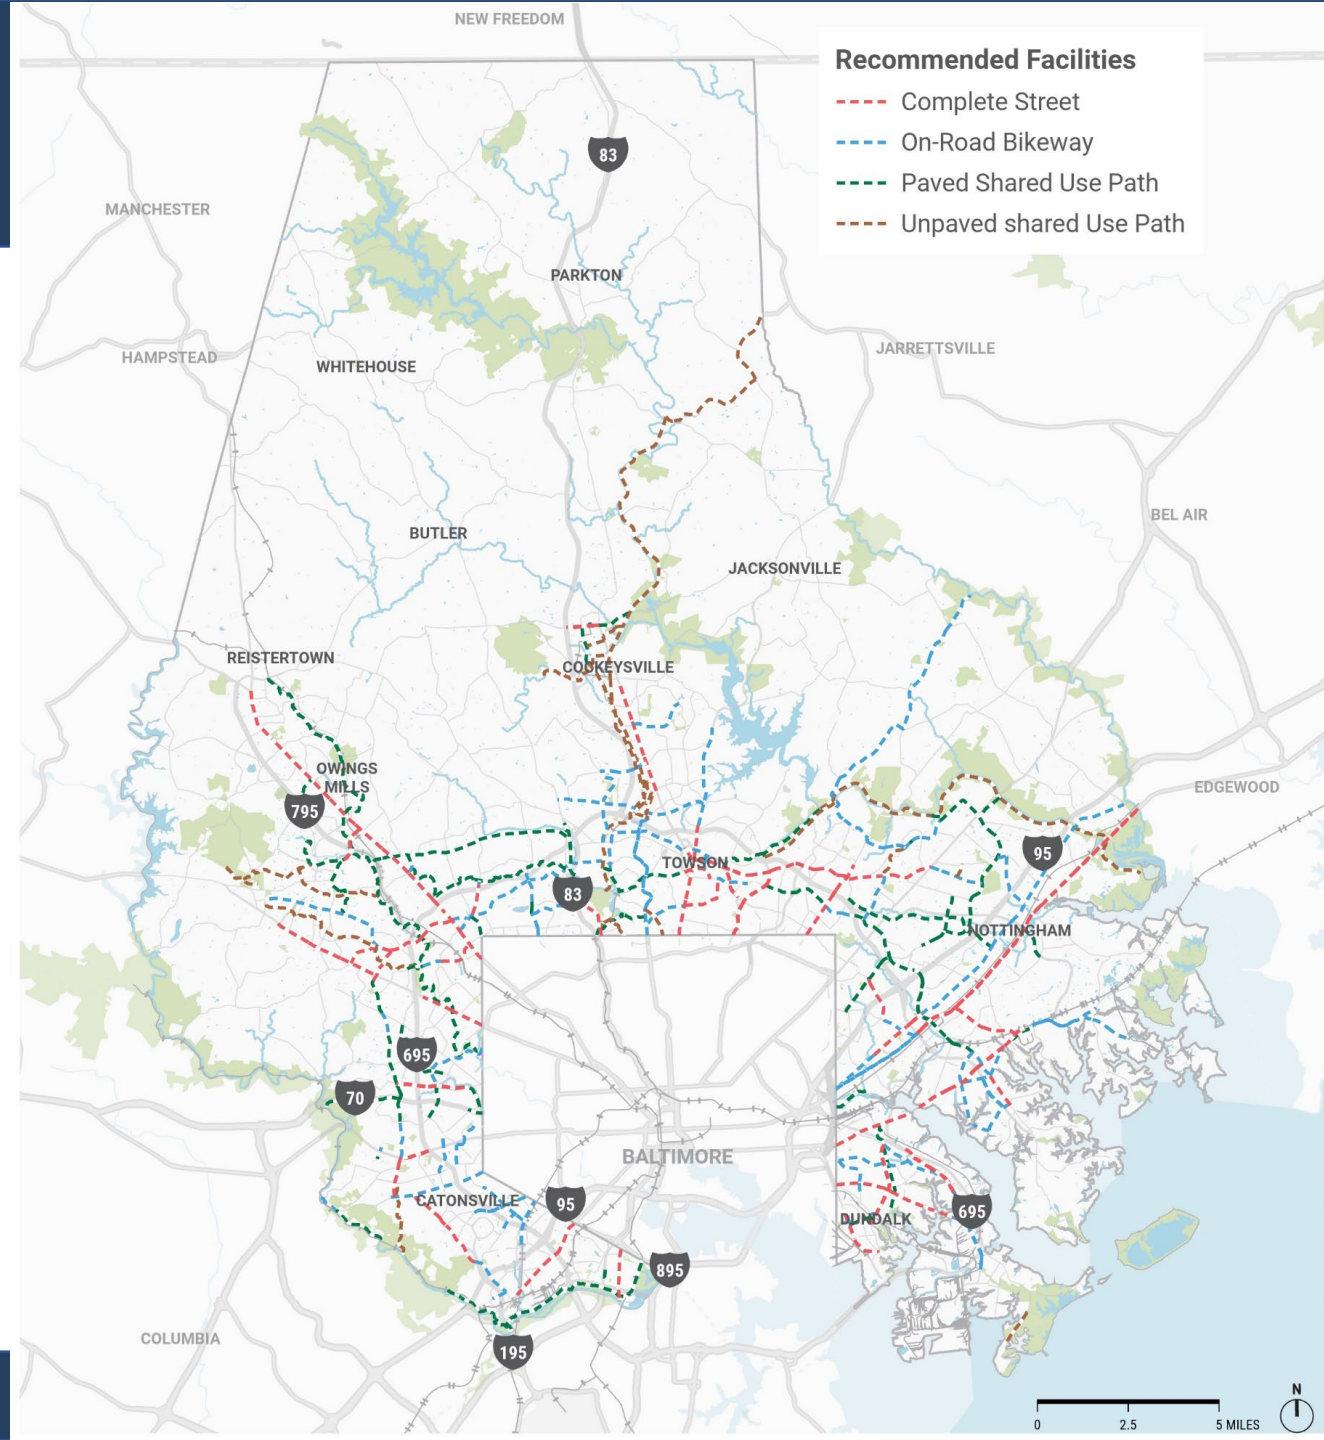 NEW FREEDOM
Recommended Facilities
Complete Street
On-Road Bikeway
Paved Shared Use Path
Unpaved shared Use Path
83
MANCHESTER
PARKTON
HAMPSTEAD
WHITEHOUSE
JARRETTSVILLE
BEL AIR
BUTLER
JACKSONVILLE
REISTERTOWN
COCKEYSVILLE
OWINGS
MILLS
795
EDGEWOOD
95
TOWSON
83
NOTTINGHAM
695
70
BALTIMORE
CATONSVILLE
95
695
DUNDALK
895
COLUMBIA
195
N
0 2.5 5 MILES